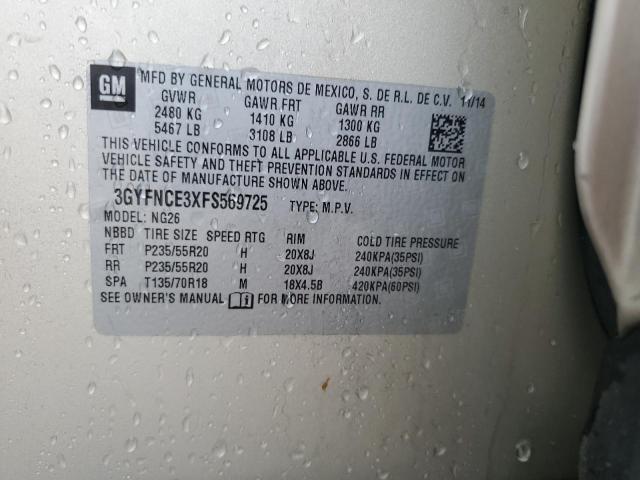 GM
MFD BY GENERAL MOTORS DE MEXICO, S. DE R.L. DE C.V. 11/14
GVWR GAWR FRT GAWR RR
2480 KG 1410 KG 1300 KG
5467 LB 3108 LB 2866 LB
THIS VEHICLE CONFORMS TO ALL APPLICABLE U.S. FEDERAL MOTOR
VEHICLE SAFETY AND THEFT PREVENTION STANDARDS IN EFFECT ON
THE DATE OF MANUFACTURE SHOWN ABOVE.
3GYFNCE3XFS569725 TYPE: M.P.V.
MODEL: NG26
NBBD TIRE SIZE SPEED RTG RIM COLD TIRE PRESSURE
FRT P235/55R20 H 20X8J 240KPA(35PSI)
RR P235/55R20 H 20X8J 240KPA(35PSI)
SPA T135/70R18 M 18X4.5B 420KPA(60PSI)
SEE OWNER'S MANUAL FOR MORE INFORMATION.